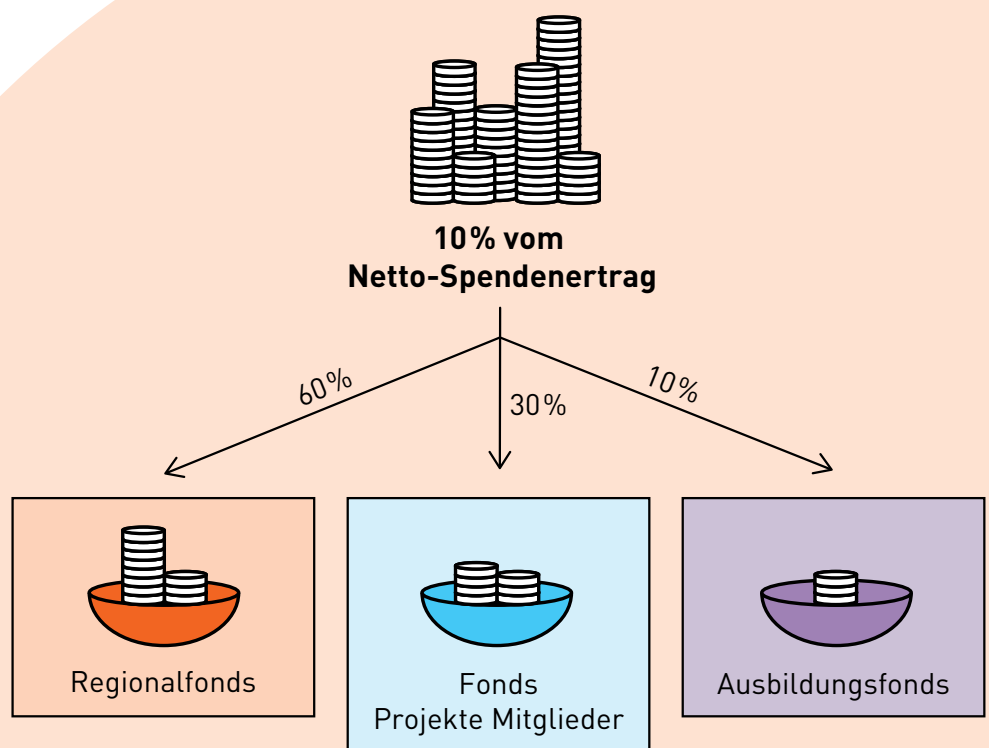 10% vom
Netto-Spendenertrag
60%
30%
10%
Regionalfonds
Fonds
Projekte Mitglieder
Ausbildungsfonds